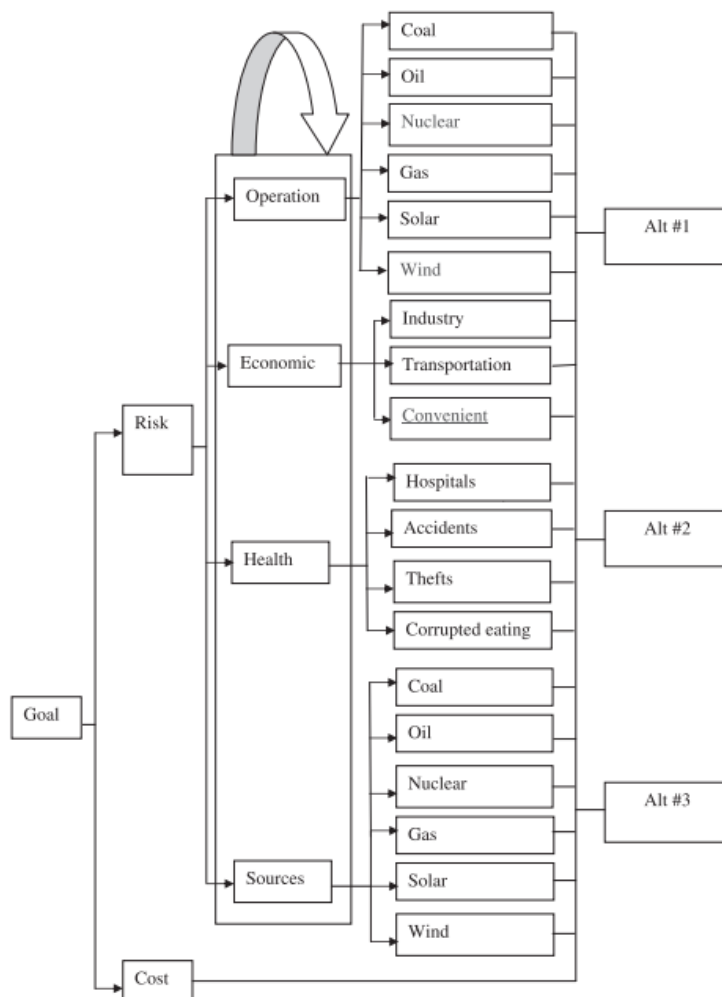 Coal
Oil
Nuclear
Gas
Operation
Solar
Alt #1
Wind
Industry
Economic
Transportation
Convenient
Risk
Hospitals
Accidents
Alt #2
Health
Thefts
Corrupted eating
Coal
Goal
Oil
Nuclear
Alt #3
Gas
Sources
Solar
Wind
Cost